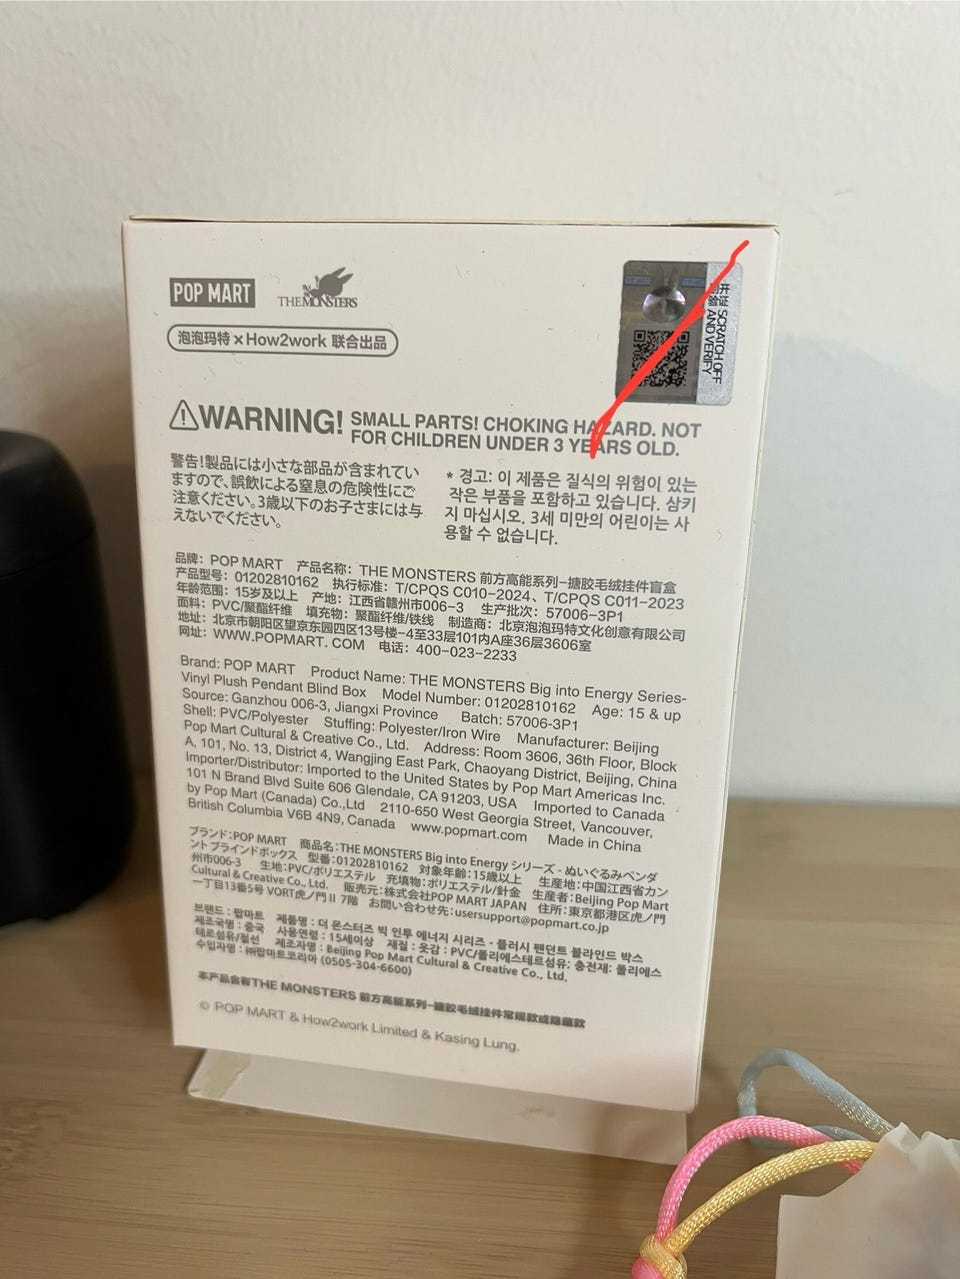 POP MART
THE MONSTERS
泡泡玛特×How2work 联合出品
SCRATCH OFF
AND VERIFY
WARNING! SMALL PARTS! CHOKING HAZARD. NOT
FOR CHILDREN UNDER 3 YEARS OLD.
警告！製品には小さな部品が含まれてい
ますので、誤飲による窒息の危険性にご
注意ください。3歳以下のお子さまには与
えないでください。
* 경고: 이 제품은 질식의 위험이 있는
작은 부품을 포함하고 있습니다. 삼키
지 마십시오. 3세 미만의 어린이는 사
용할 수 없습니다.
品牌：POP MART 产品名称：THE MONSTERS 前方高能系列-搪胶毛绒挂件盲盒
产品型号：01202810162 执行标准：T/CPQS C010-2024、T/CPQS C011-2023
年龄范围：15岁及以上 产地：江西省赣州市006-3 生产批次：57006-3P1
面料：PVC/聚酯纤维 填充物：聚酯纤维/铁线 制造商：北京泡泡玛特文化创意有限公司
地址：北京市朝阳区望京东园四区13号楼-4至33层101内A座36层3606室
网址：WWW.POPMART.COM 电话：400-023-2233
Brand: POP MART Product Name: THE MONSTERS Big into Energy Series-
Vinyl Plush Pendant Blind Box Model Number: 01202810162 Age: 15 & up
Source: Ganzhou 006-3, Jiangxi Province Batch: 57006-3P1
Shell: PVC/Polyester Stuffing: Polyester/Iron Wire Manufacturer: Beijing
Pop Mart Cultural & Creative Co., Ltd. Address: Room 3606, 36th Floor, Block
A, 101, No. 13, District 4, Wangjing East Park, Chaoyang District, Beijing, China
Importer/Distributor: Imported to the United States by Pop Mart Americas Inc.
101 N Brand Blvd Suite 606 Glendale, CA 91203, USA Imported to Canada
by Pop Mart (Canada) Co.,Ltd 2110-650 West Georgia Street, Vancouver,
British Columbia V6B 4N9, Canada www.popmart.com Made in China
ブランド：POP MART 商品名：THE MONSTERS Big into Energy シリーズ - ぬいぐるみペンダ
ント ブラインドボックス 型番：01202810162 対象年齢：15歳以上 生産地：中国江西省カン
州市006-3 生地：PVC/ポリエステル 充填物：ポリエステル/針金 生産者：Beijing Pop Mart
Cultural & Creative Co., Ltd. 販売元：株式会社POP MART JAPAN 住所：東京都港区虎ノ門
一丁目13番5号 VORT虎ノ門Ⅱ 7階 お問い合わせ先：usersupport@popmart.co.jp
브랜드 : 팝마트 제품명 : 더 몬스터즈 빅 인투 에너지 시리즈 - 플러시 펜던트 블라인드 박스
제조국명 : 중국 사용연령 : 15세이상 재질 : 옷감 : PVC/폴리에스테르섬유; 충전재: 폴리에스
테르섬유/철선 제조자명 : Beijing Pop Mart Cultural & Creative Co., Ltd.
수입자명 : ㈜팝마트코리아 (0505-304-6600)
本产品含有THE MONSTERS 前方高能系列-搪胶毛绒挂件常规款或隐藏款
© POP MART & How2work Limited & Kasing Lung.